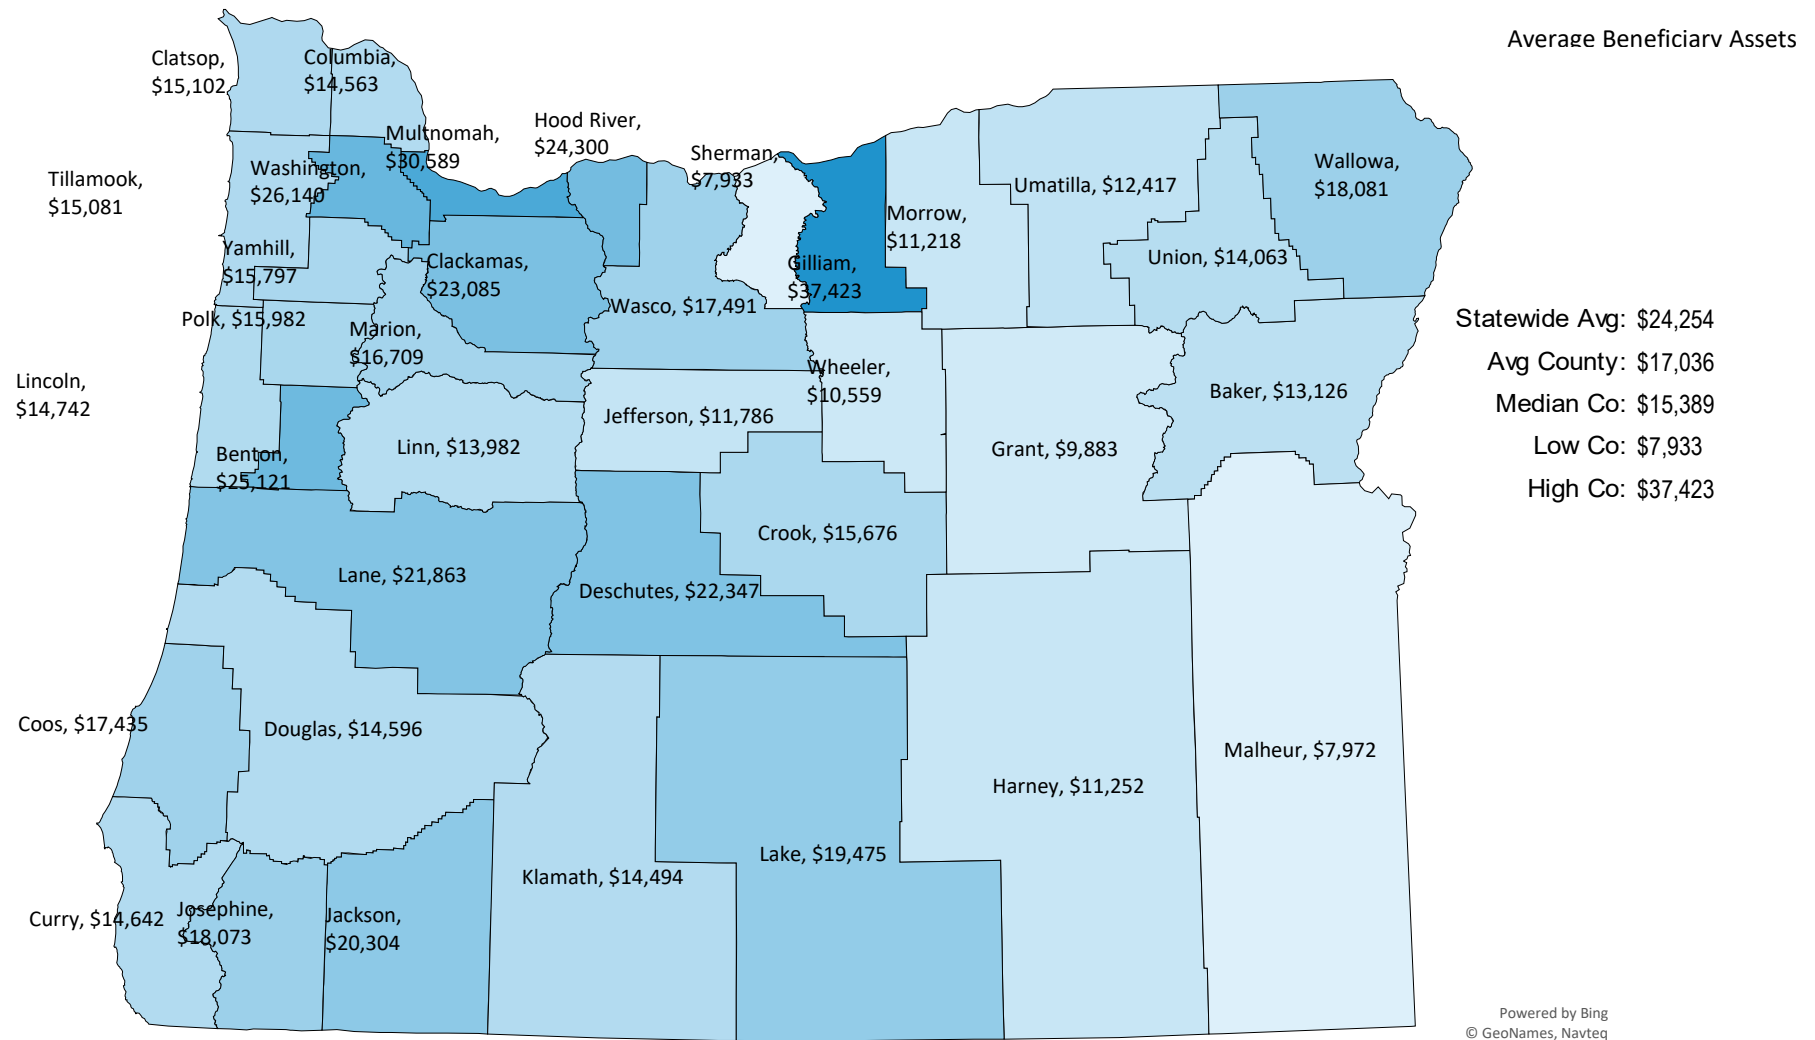 Average Beneficiary Assets
Clatsop,
$15,102
Columbia,
$14,563
Multnomah,
$30,589
Hood River,
$24,300
Sherman,
$7,933
Tillamook,
$15,081
Washington,
$26,140
Wallowa,
$18,081
Umatilla, $12,417
Morrow,
$11,218
Yamhill,
$15,797
Clackamas,
$23,085
Gilliam,
$37,423
Union, $14,063
Polk, $15,982
Marion,
$16,709
Wasco, $17,491
Lincoln,
$14,742
Wheeler,
$10,559
Jefferson, $11,786
Baker, $13,126
Benton,
$25,121
Linn, $13,982
Grant, $9,883
Statewide Avg: $24,254
Avg County: $17,036
Median Co: $15,389
Low Co: $7,933
High Co: $37,423
Crook, $15,676
Lane, $21,863
Deschutes, $22,347
Coos, $17,435
Douglas, $14,596
Malheur, $7,972
Harney, $11,252
Lake, $19,475
Klamath, $14,494
Curry, $14,642
Josephine,
$18,073
Jackson,
$20,304
Powered by Bing
© GeoNames, Navteq